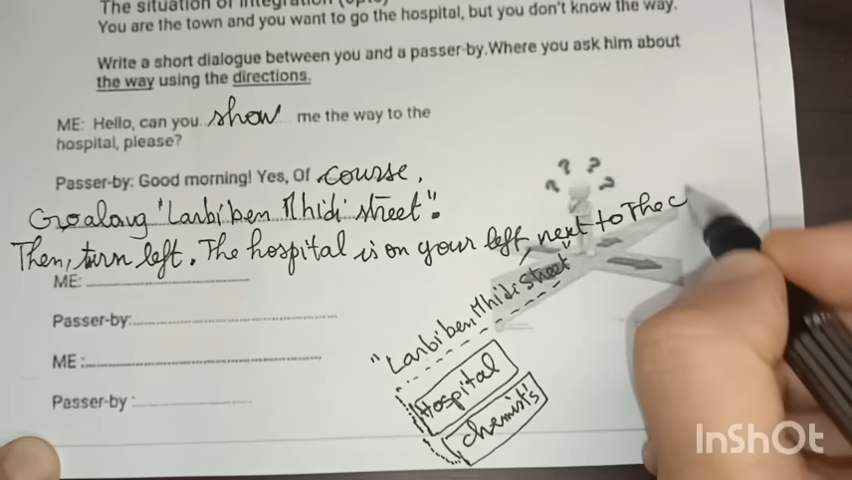 The situation of integration
You are the town and you want to go the hospital, but you don't know the way.
Write a short dialogue between you and a passer-by.Where you ask him about
the way using the directions.
ME: Hello, can you show me the way to the
hospital, please?
Passer-by: Good morning! Yes, Of course.
Go along "Larbi ben Mhidi street".
Then, turn left. The hospital is on your left next to The c
ME:
Passer-by:
ME :
Passer-by :
"Larbi ben Mhidi street"
Hospital
chemist's
? ? ? ?
InShOt